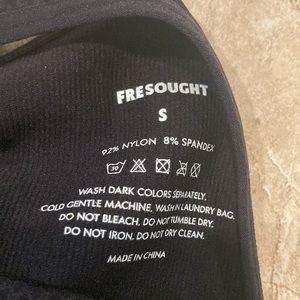 FRESOUGHT
S
92% NYLON 8% SPANDEX
30
WASH DARK COLORS SEPARATELY.
COLD GENTLE MACHINE, WASH IN LAUNDRY BAG.
DO NOT BLEACH. DO NOT TUMBLE DRY.
DO NOT IRON. DO NOT DRY CLEAN.
MADE IN CHINA